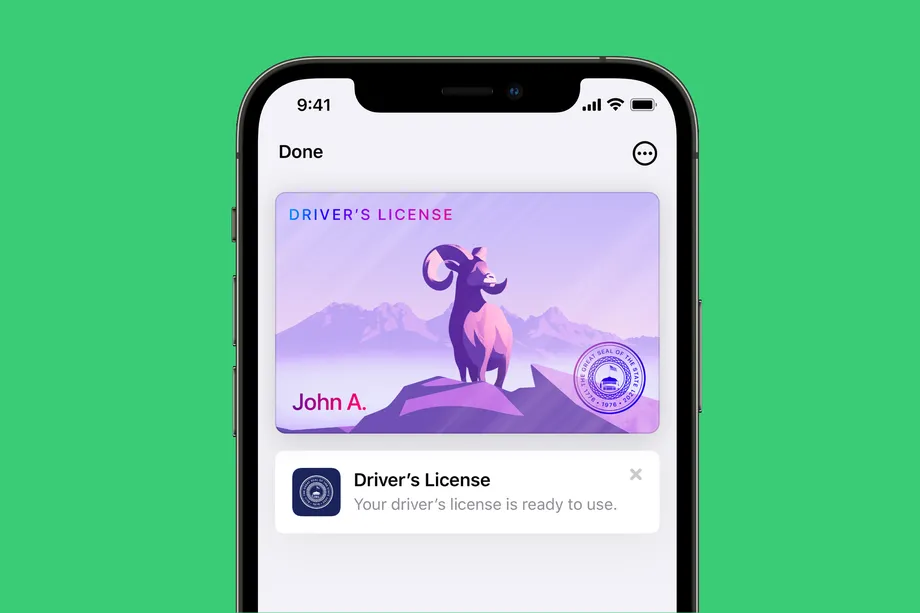 9:41
Done
DRIVER'S LICENSE
THE GREAT SEAL OF THE STATE
1776 • 1976 • 2021
John A.
Driver's License
Your driver's license is ready to use.